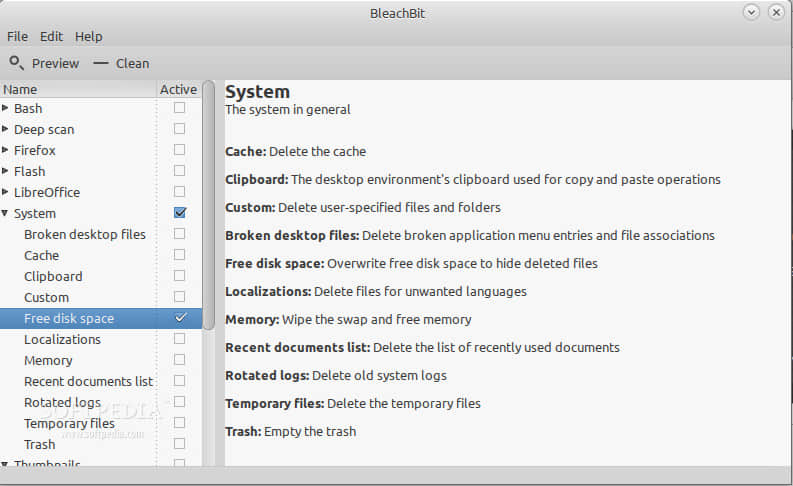 BleachBit
File Edit Help
Preview Clean
Name Active
Bash
Deep scan
Firefox
Flash
LibreOffice
System
Broken desktop files
Cache
Clipboard
Custom
Free disk space
Localizations
Memory
Recent documents list
Rotated logs
Temporary files
Trash
Thumbnails
SOFTPEDIA
www.softpedia.com
System
The system in general
Cache: Delete the cache
Clipboard: The desktop environment's clipboard used for copy and paste operations
Custom: Delete user-specified files and folders
Broken desktop files: Delete broken application menu entries and file associations
Free disk space: Overwrite free disk space to hide deleted files
Localizations: Delete files for unwanted languages
Memory: Wipe the swap and free memory
Recent documents list: Delete the list of recently used documents
Rotated logs: Delete old system logs
Temporary files: Delete the temporary files
Trash: Empty the trash